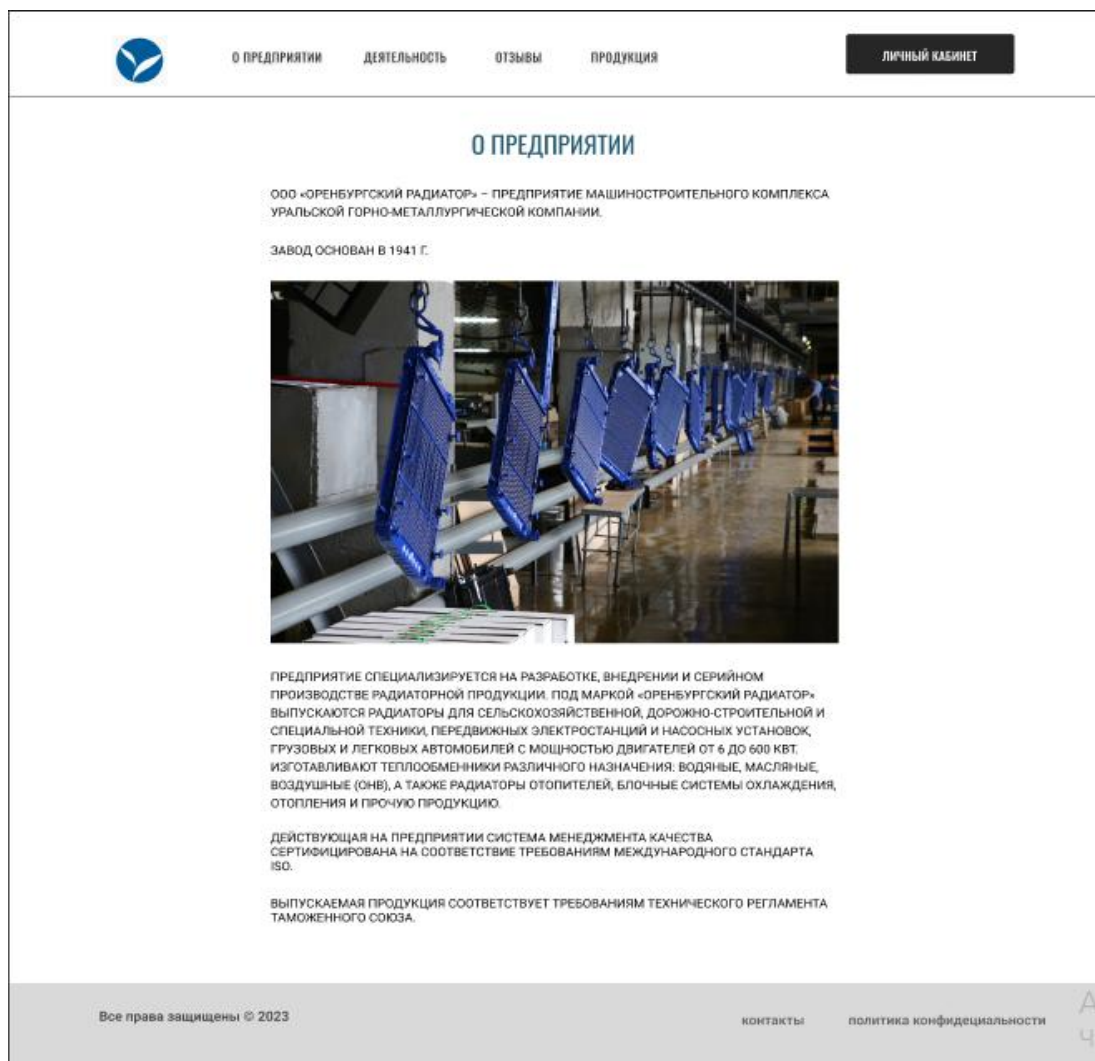 О ПРЕДПРИЯТИИ ДЕЯТЕЛЬНОСТЬ ОТЗЫВЫ ПРОДУКЦИЯ ЛИЧНЫЙ КАБИНЕТ
О ПРЕДПРИЯТИИ
ООО «ОРЕНБУРГСКИЙ РАДИАТОР» – ПРЕДПРИЯТИЕ МАШИНОСТРОИТЕЛЬНОГО КОМПЛЕКСА
УРАЛЬСКОЙ ГОРНО-МЕТАЛЛУРГИЧЕСКОЙ КОМПАНИИ.
ЗАВОД ОСНОВАН В 1941 Г.
ПРЕДПРИЯТИЕ СПЕЦИАЛИЗИРУЕТСЯ НА РАЗРАБОТКЕ, ВНЕДРЕНИИ И СЕРИЙНОМ
ПРОИЗВОДСТВЕ РАДИАТОРНОЙ ПРОДУКЦИИ. ПОД МАРКОЙ «ОРЕНБУРГСКИЙ РАДИАТОР»
ВЫПУСКАЮТСЯ РАДИАТОРЫ ДЛЯ СЕЛЬСКОХОЗЯЙСТВЕННОЙ, ДОРОЖНО-СТРОИТЕЛЬНОЙ И
СПЕЦИАЛЬНОЙ ТЕХНИКИ, ПЕРЕДВИЖНЫХ ЭЛЕКТРОСТАНЦИЙ И НАСОСНЫХ УСТАНОВОК,
ГРУЗОВЫХ И ЛЕГКОВЫХ АВТОМОБИЛЕЙ С МОЩНОСТЬЮ ДВИГАТЕЛЕЙ ОТ 6 ДО 600 КВТ.
ИЗГОТАВЛИВАЮТ ТЕПЛООБМЕННИКИ РАЗЛИЧНОГО НАЗНАЧЕНИЯ: ВОДЯНЫЕ, МАСЛЯНЫЕ,
ВОЗДУШНЫЕ (ОНВ), А ТАКЖЕ РАДИАТОРЫ ОТОПИТЕЛЕЙ, БЛОЧНЫЕ СИСТЕМЫ ОХЛАЖДЕНИЯ,
ОТОПЛЕНИЯ И ПРОЧУЮ ПРОДУКЦИЮ.
ДЕЙСТВУЮЩАЯ НА ПРЕДПРИЯТИИ СИСТЕМА МЕНЕДЖМЕНТА КАЧЕСТВА
СЕРТИФИЦИРОВАНА НА СООТВЕТСТВИЕ ТРЕБОВАНИЯМ МЕЖДУНАРОДНОГО СТАНДАРТА
ISO.
ВЫПУСКАЕМАЯ ПРОДУКЦИЯ СООТВЕТСТВУЕТ ТРЕБОВАНИЯМ ТЕХНИЧЕСКОГО РЕГЛАМЕНТА
ТАМОЖЕННОГО СОЮЗА.
Все права защищены © 2023 контакты политика конфидециальности